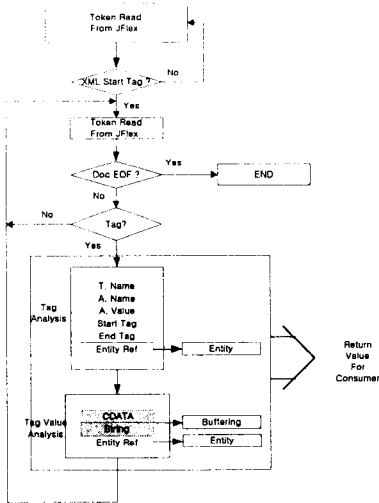 Token Read
From JFlex
XML Start Tag ?
No
Yes
Token Read
From JFlex
Doc EOF ?
Yes
END
No
Tag?
No
Yes
Tag
Analysis
T. Name
A. Name
A. Value
Start Tag
End Tag
Entity Ref
Entity
Return
Value
For
Consumer
Tag Value
Analysis
CDATA
String
Entity Ref
Buffering
Entity